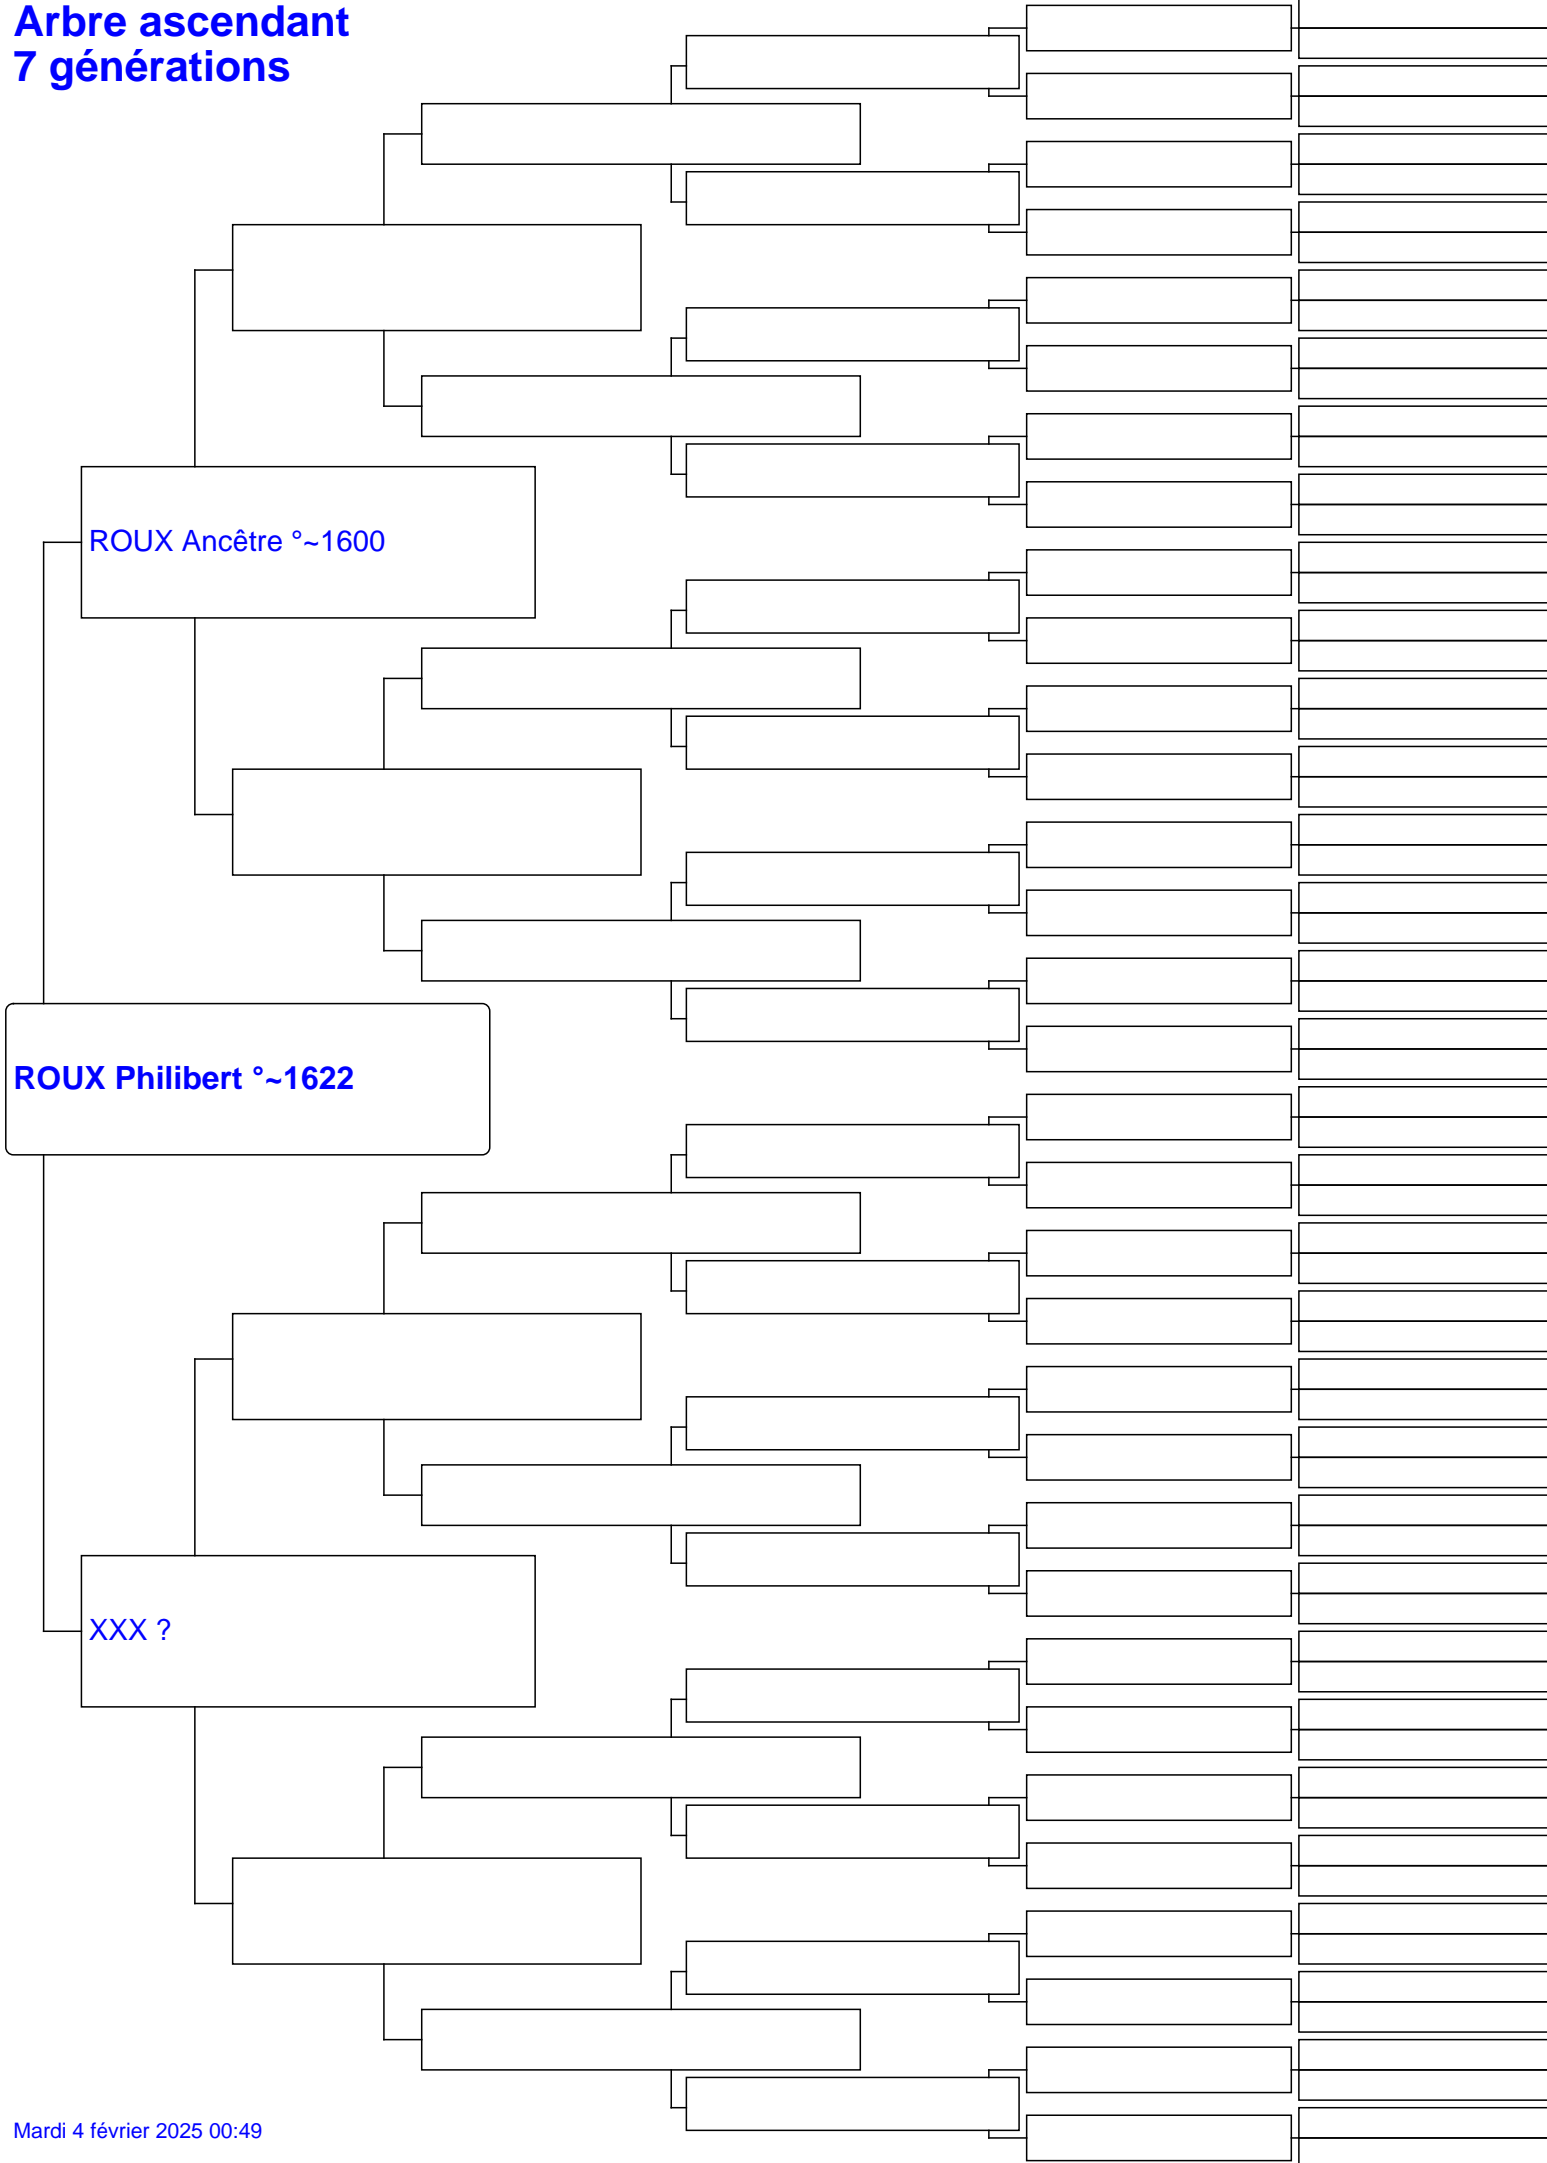 Arbre ascendant
7 générations
ROUX Ancêtre °~1600
ROUX Philibert °~1622
XXX ?
Mardi 4 février 2025 00:49